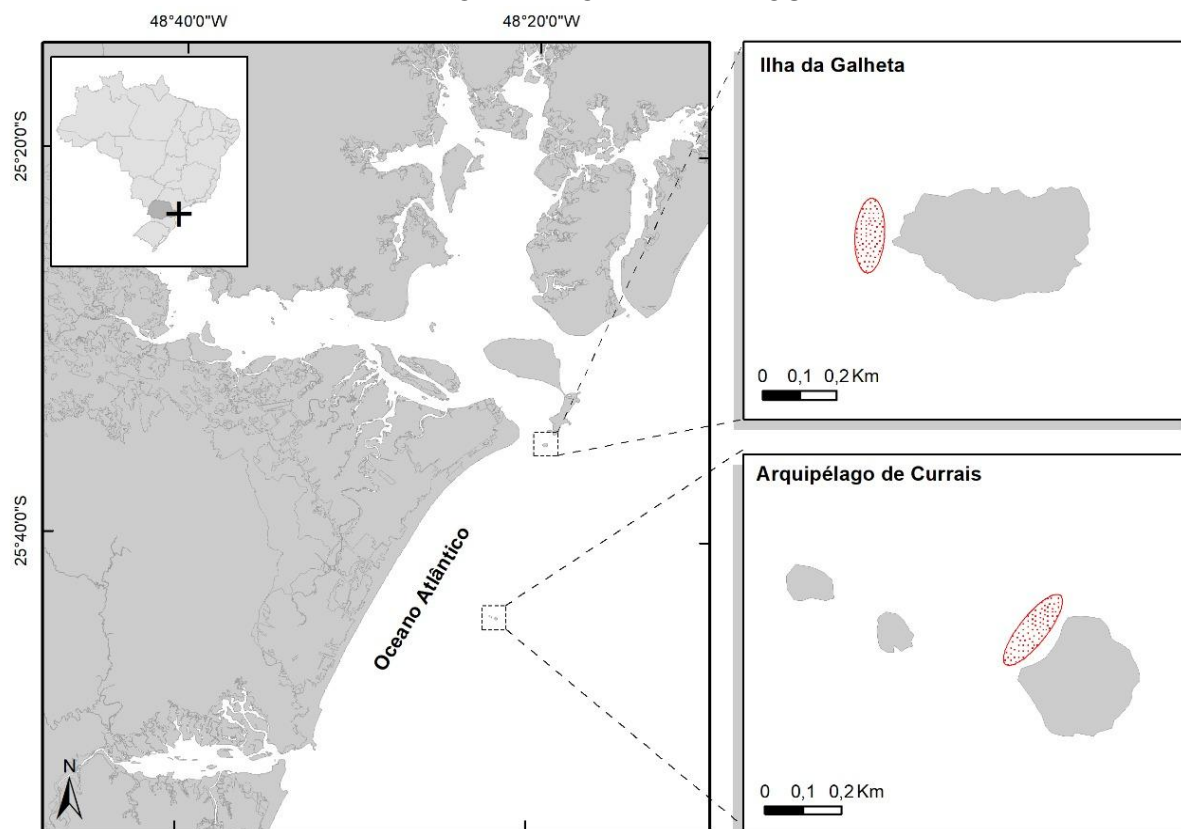 48°40'0"W
48°20'0"W
25°20'0"S
25°40'0"S
Oceano Atlântico
N
Ilha da Galheta
0 0,1 0,2 Km
Arquipélago de Currais
0 0,1 0,2 Km